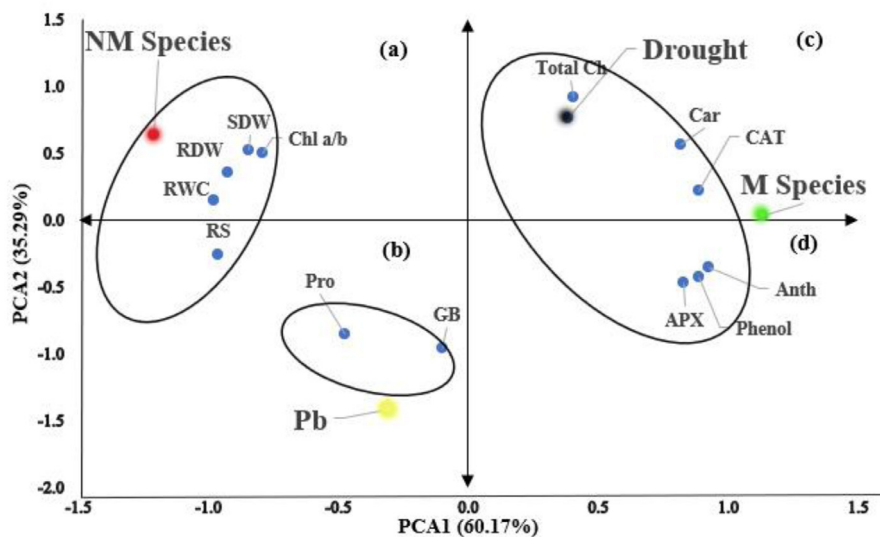 1.5
NM Species
(a)
(c)
Drought
Total Ch
1.0
Car
SDW
Chl a/b
CAT
RDW
0.5
RWC
M Species
0.0
RS
(b)
(d)
Anth
-0.5
Pro
GB
APX
Phenol
-1.0
Pb
-1.5
-2.0
-1.5
-1.0
-0.5
0.0
0.5
1.0
1.5
PCA1 (60.17%)
PCA2 (35.29%)